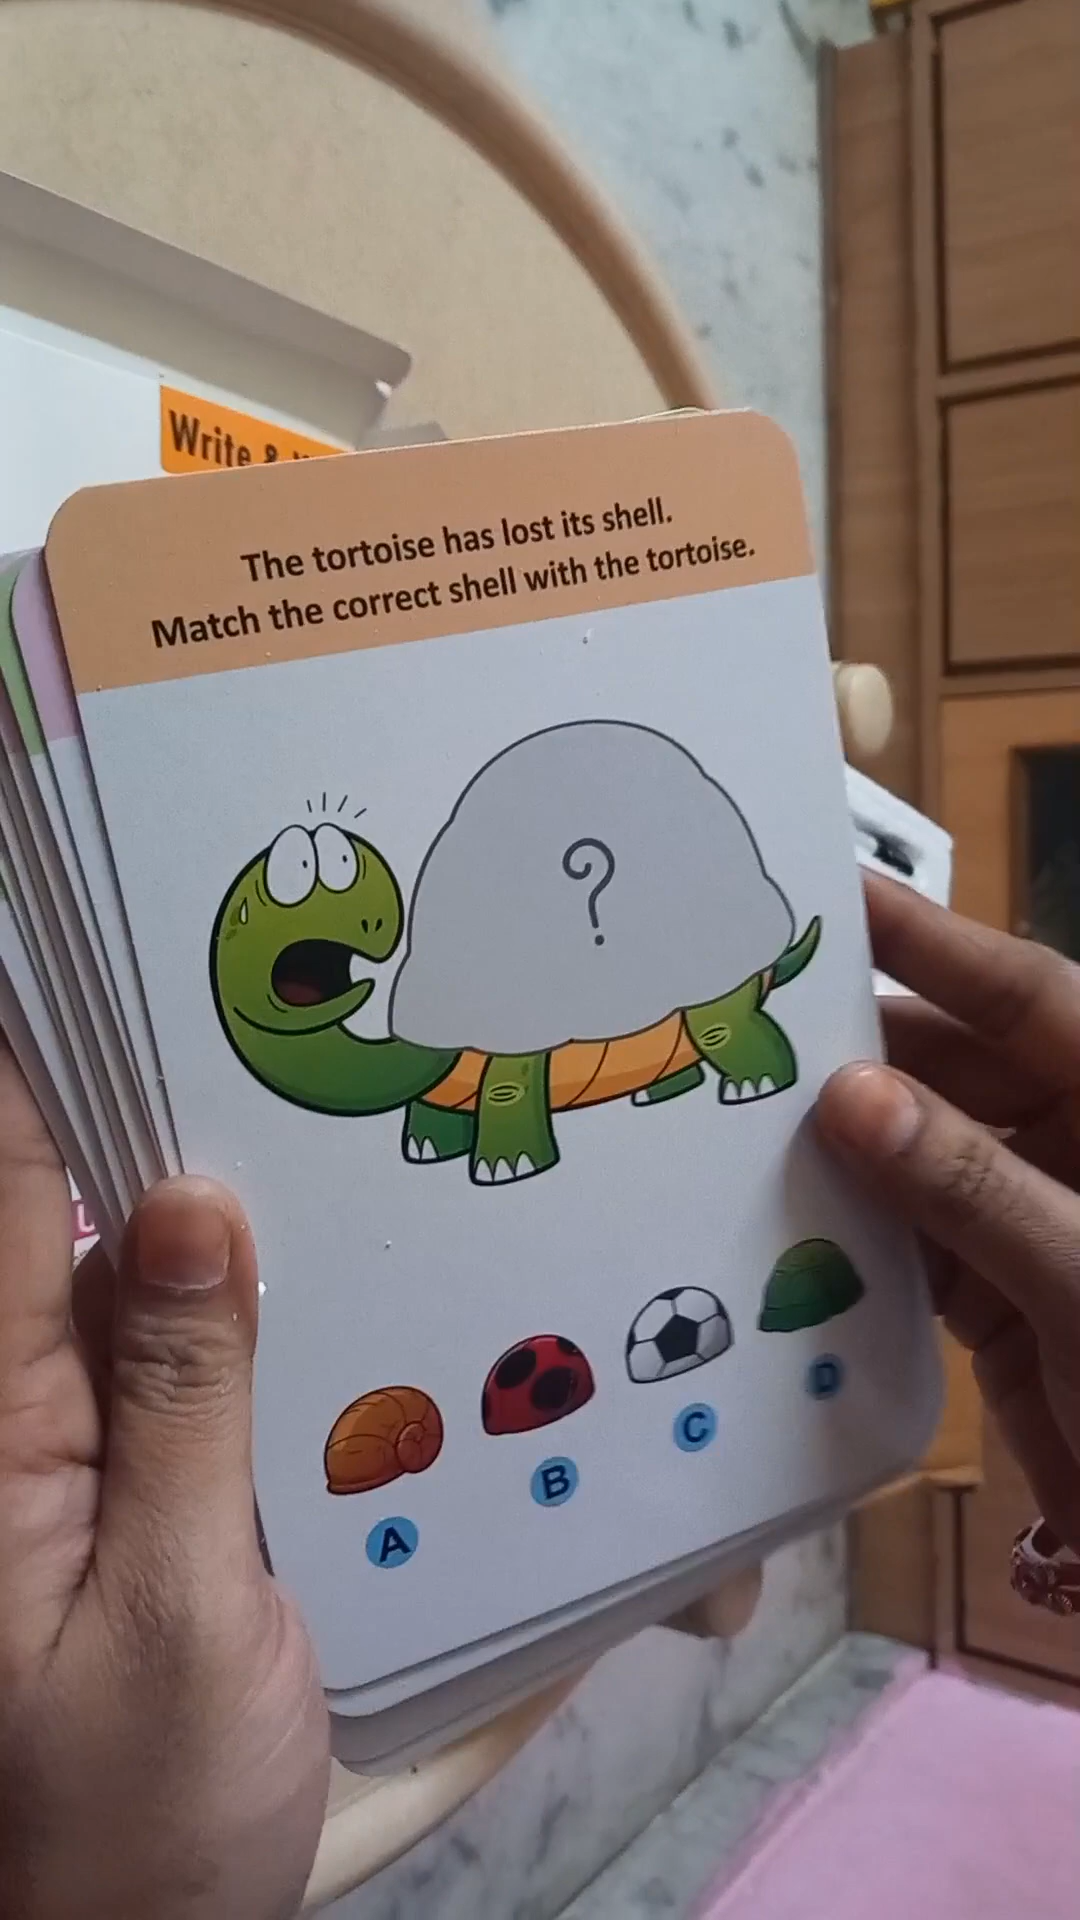 Write &
The tortoise has lost its shell.
Match the correct shell with the tortoise.
?
A
B
C
D